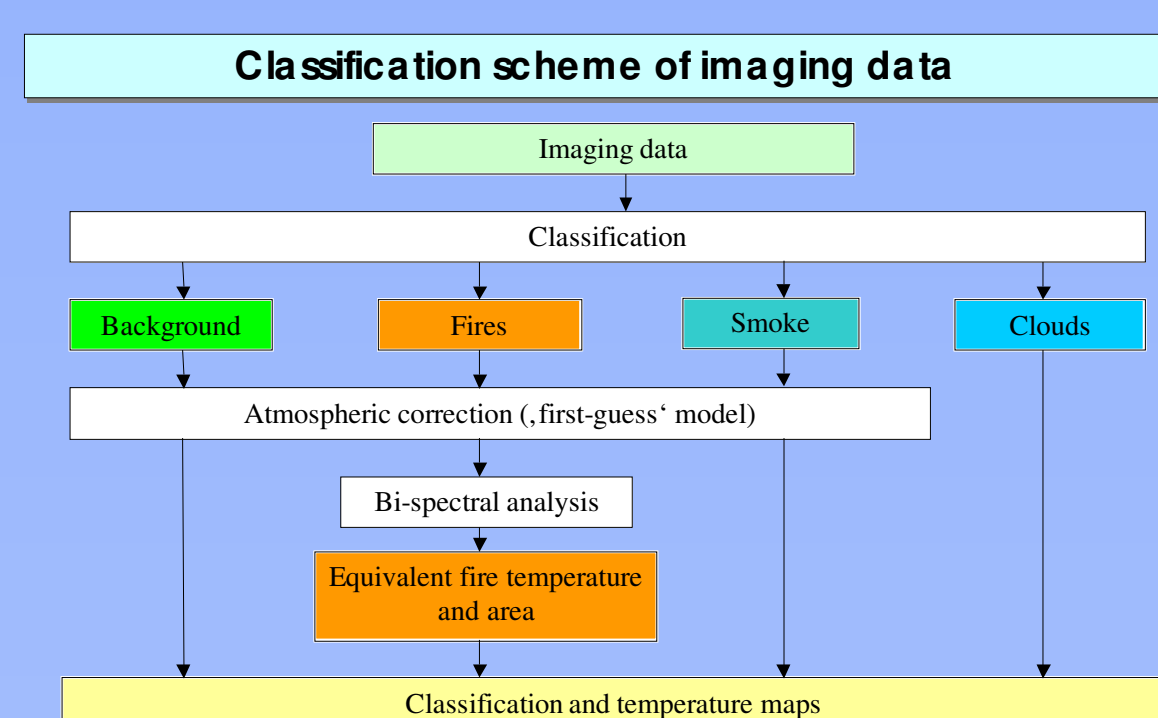 Classification scheme of imaging data
Imaging data
Classification
Background
Fires
Smoke
Clouds
Atmospheric correction (‚first-guess‘ model)
Bi-spectral analysis
Equivalent fire temperature
and area
Classification and temperature maps